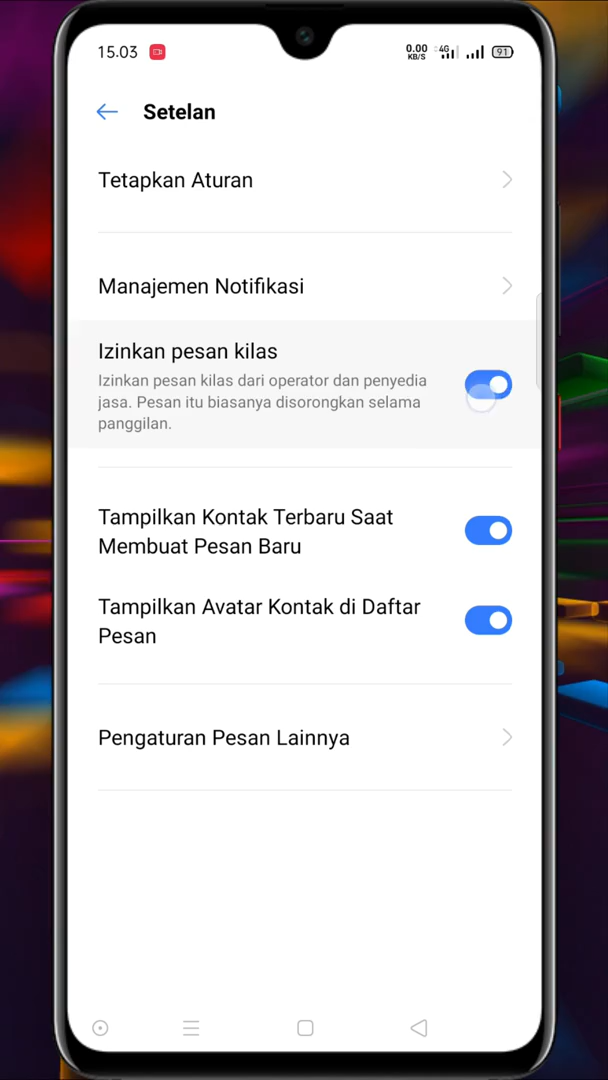 15.03
0.00
KB/S
4G
91
Setelan
Tetapkan Aturan
Manajemen Notifikasi
Izinkan pesan kilas
Izinkan pesan kilas dari operator dan penyedia
jasa. Pesan itu biasanya disorongkan selama
panggilan.
Tampilkan Kontak Terbaru Saat
Membuat Pesan Baru
Tampilkan Avatar Kontak di Daftar
Pesan
Pengaturan Pesan Lainnya